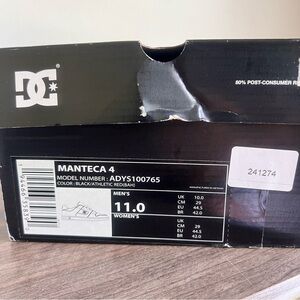 DC
80% POST-CONSUMER R
MANTECA 4
MODEL NUMBER : ADYS100765
COLOR : BLACK/ATHLETIC RED(BAH)
MEN'S
11.0
WOMEN'S
UK 10.0
CM 29
EU 44.5
BR 42.0
UK
CM 29
EU 44.5
BR 42.0
241274